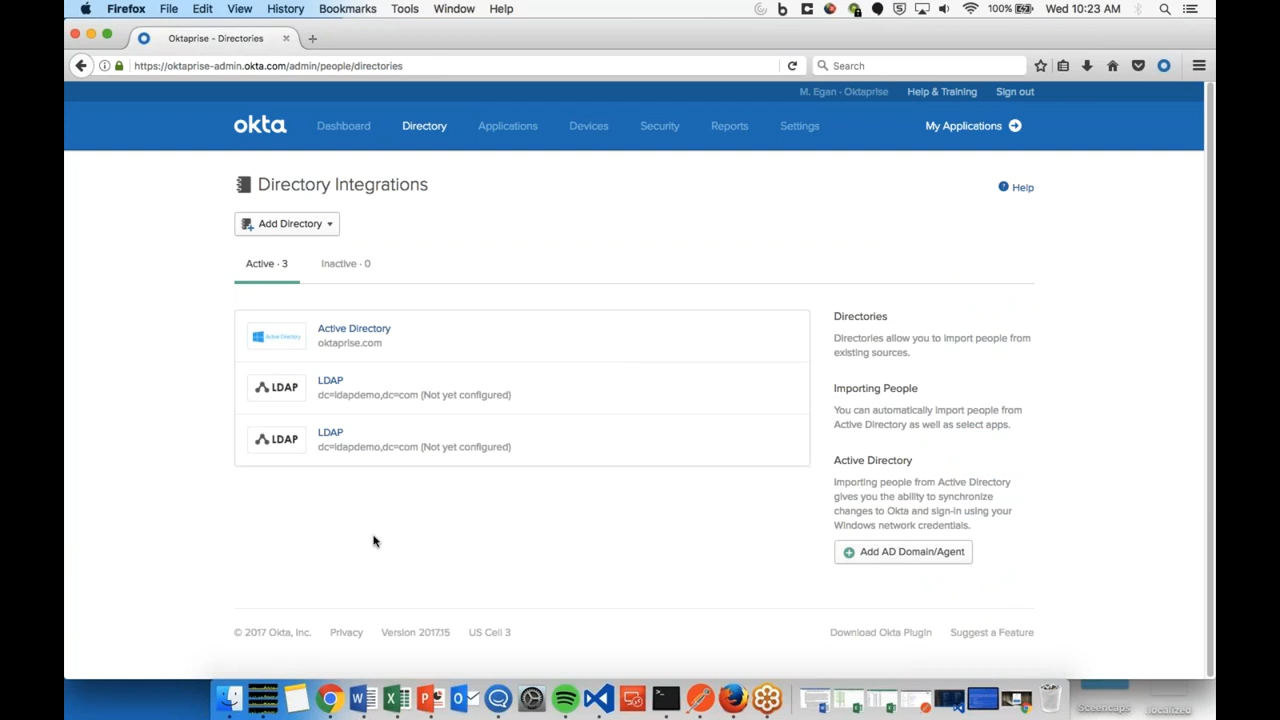 Firefox File Edit View History Bookmarks Tools Window Help
100% Wed 10:23 AM
Oktaprise - Directories
https://oktaprise-admin.okta.com/admin/people/directories
Search
M. Egan - Oktaprise Help & Training Sign out
okta Dashboard Directory Applications Devices Security Reports Settings My Applications
Directory Integrations
Help
Add Directory
Active · 3 Inactive · 0
Active Directory
Active Directory
oktaprise.com
LDAP
LDAP
dc=ldapdemo,dc=com (Not yet configured)
LDAP
LDAP
dc=ldapdemo,dc=com (Not yet configured)
Directories
Directories allow you to import people from
existing sources.
Importing People
You can automatically import people from
Active Directory as well as select apps.
Active Directory
Importing people from Active Directory
gives you the ability to synchronize
changes to Okta and sign-in using your
Windows network credentials.
Add AD Domain/Agent
© 2017 Okta, Inc. Privacy Version 2017.15 US Cell 3 Download Okta Plugin Suggest a Feature
Screencaps